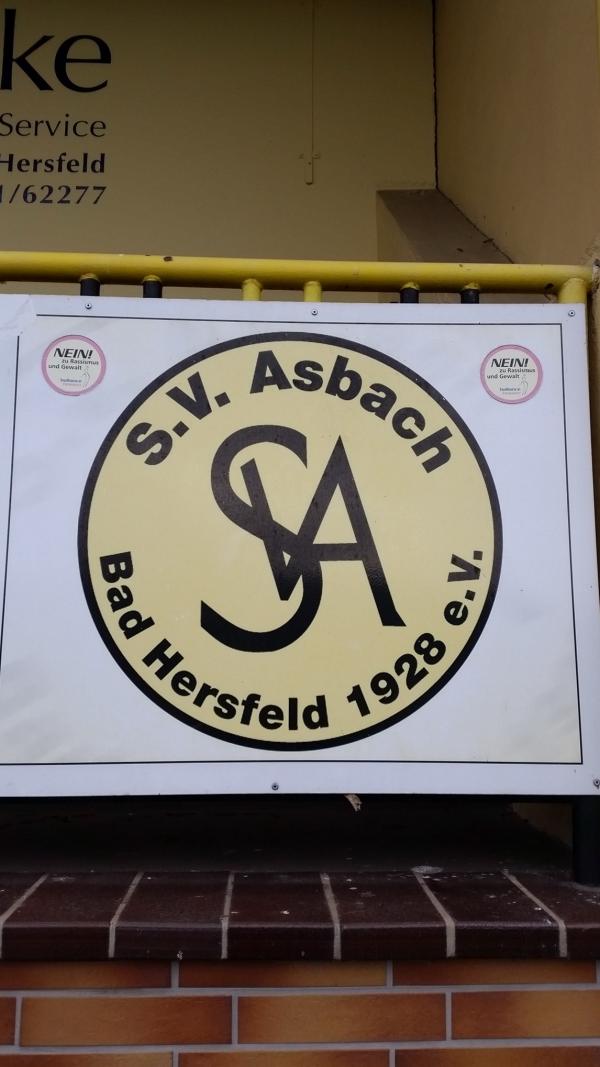 ke
Service
Hersfeld
1/62277
NEIN!
zu Rassismus
und Gewalt
NEIN!
zu Rassismus
und Gewalt
S.V. Asbach
SVA
Bad Hersfeld 1928 e.V.